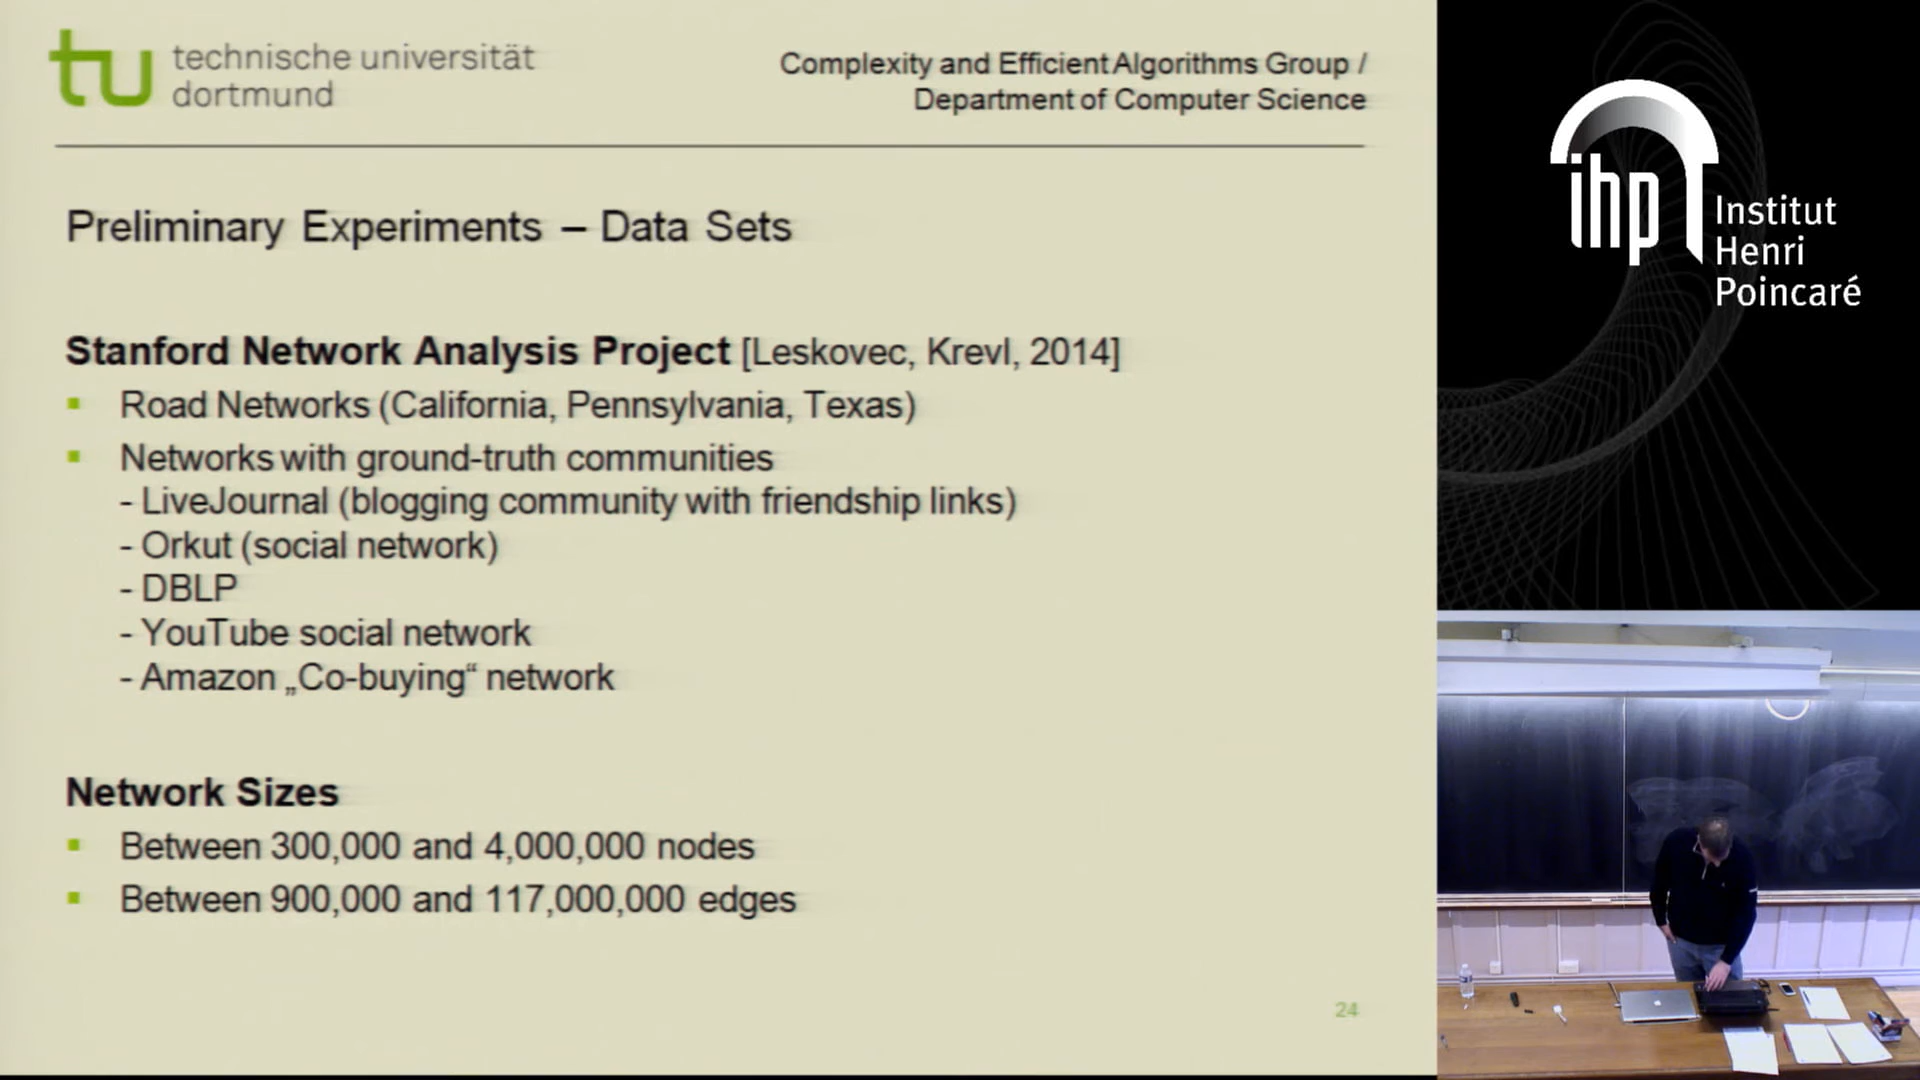 technische universität
dortmund
Complexity and Efficient Algorithms Group /
Department of Computer Science
Preliminary Experiments – Data Sets
Stanford Network Analysis Project [Leskovec, Krevl, 2014]
Road Networks (California, Pennsylvania, Texas)
Networks with ground-truth communities
- LiveJournal (blogging community with friendship links)
- Orkut (social network)
- DBLP
- YouTube social network
- Amazon „Co-buying“ network
Network Sizes
Between 300,000 and 4,000,000 nodes
Between 900,000 and 117,000,000 edges
24
ihp
Institut
Henri
Poincaré